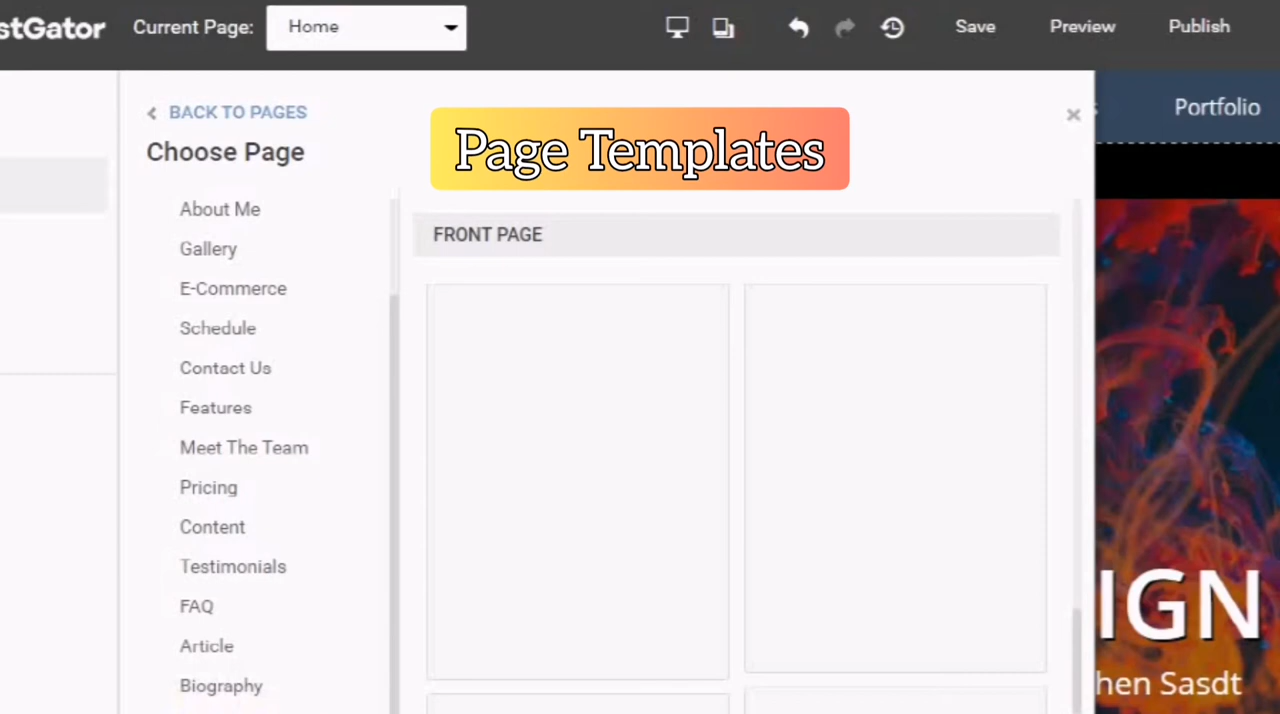 stGator Current Page: Home Save Preview Publish
BACK TO PAGES
Choose Page
Page Templates
Portfolio
About Me
Gallery
E-Commerce
Schedule
Contact Us
Features
Meet The Team
Pricing
Content
Testimonials
FAQ
Article
Biography
FRONT PAGE
IGN
hen Sasdt